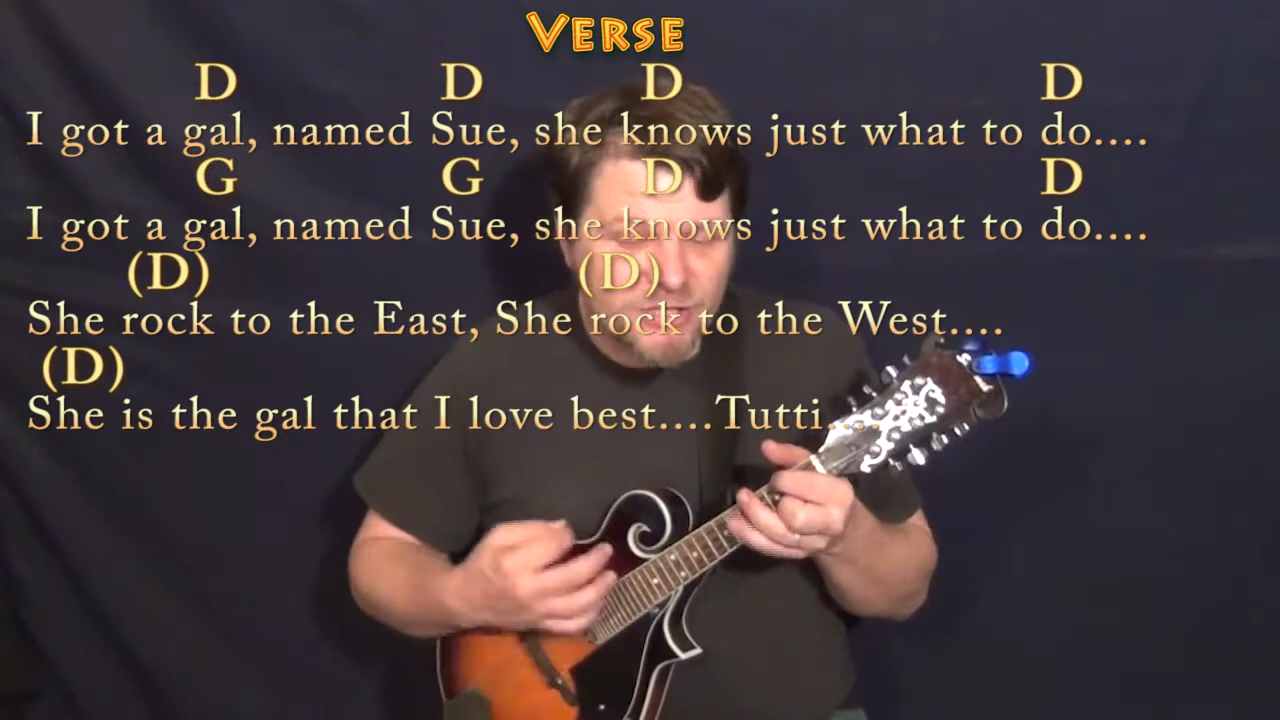 VERSE
D D D D
I got a gal, named Sue, she knows just what to do....
G G D D
I got a gal, named Sue, she knows just what to do....
(D) (D)
She rock to the East, She rock to the West....
(D)
She is the gal that I love best....Tutti....